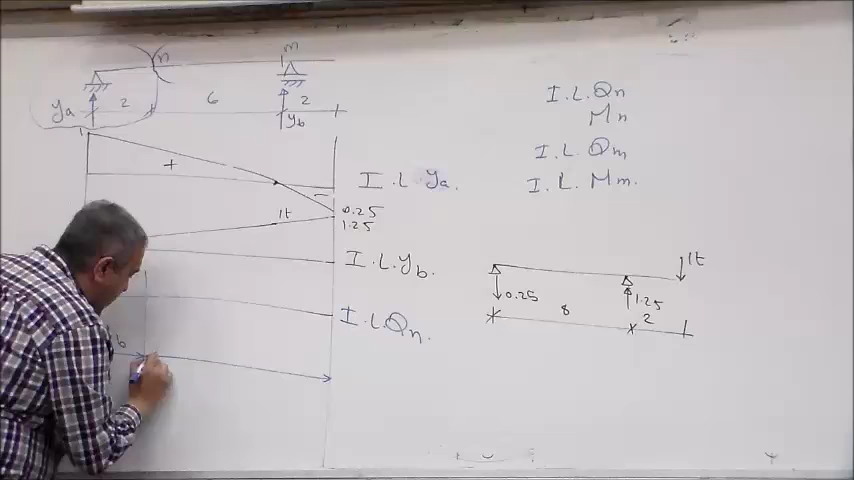 n m
Ya 2 6 2
Yb
1
+ − I.L Ya.
0.25
1t 1.25
I.L.Yb.
I.L.Qn.
b
I.L.Qn
Mn
I.L.Qm
I.L.Mm.
1t
0.25 1.25
8 2